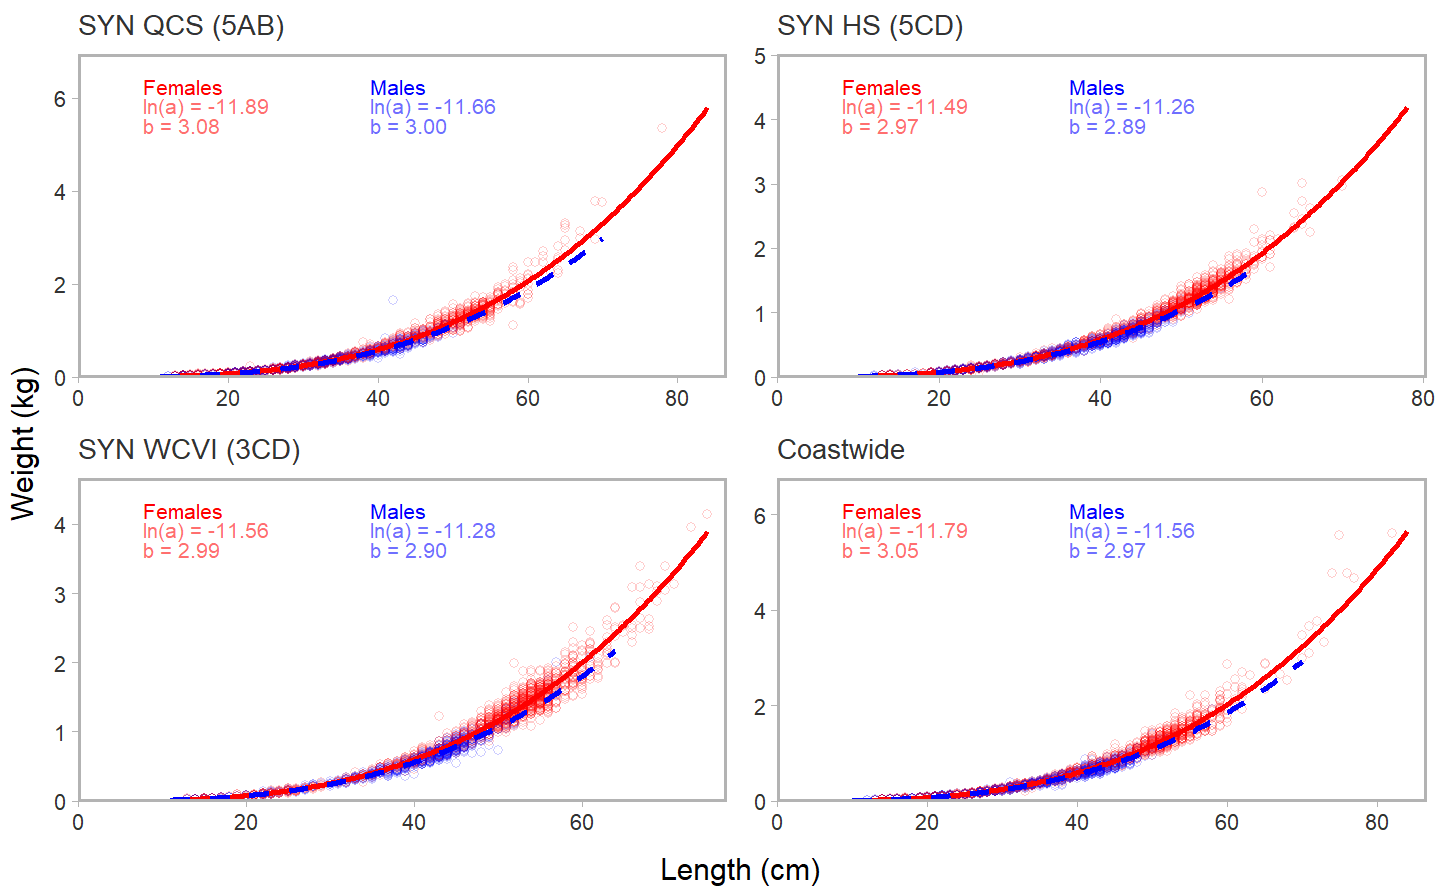 SYN QCS (5AB)
Females
ln(a) = -11.89
b = 3.08
Males
ln(a) = -11.66
b = 3.00
6
4
2
0
0 20 40 60 80
SYN HS (5CD)
Females
ln(a) = -11.49
b = 2.97
Males
ln(a) = -11.26
b = 2.89
5
4
3
2
1
0
0 20 40 60 80
Weight (kg)
SYN WCVI (3CD)
Females
ln(a) = -11.56
b = 2.99
Males
ln(a) = -11.28
b = 2.90
4
3
2
1
0
0 20 40 60
Coastwide
Females
ln(a) = -11.79
b = 3.05
Males
ln(a) = -11.56
b = 2.97
6
4
2
0
0 20 40 60 80
Length (cm)